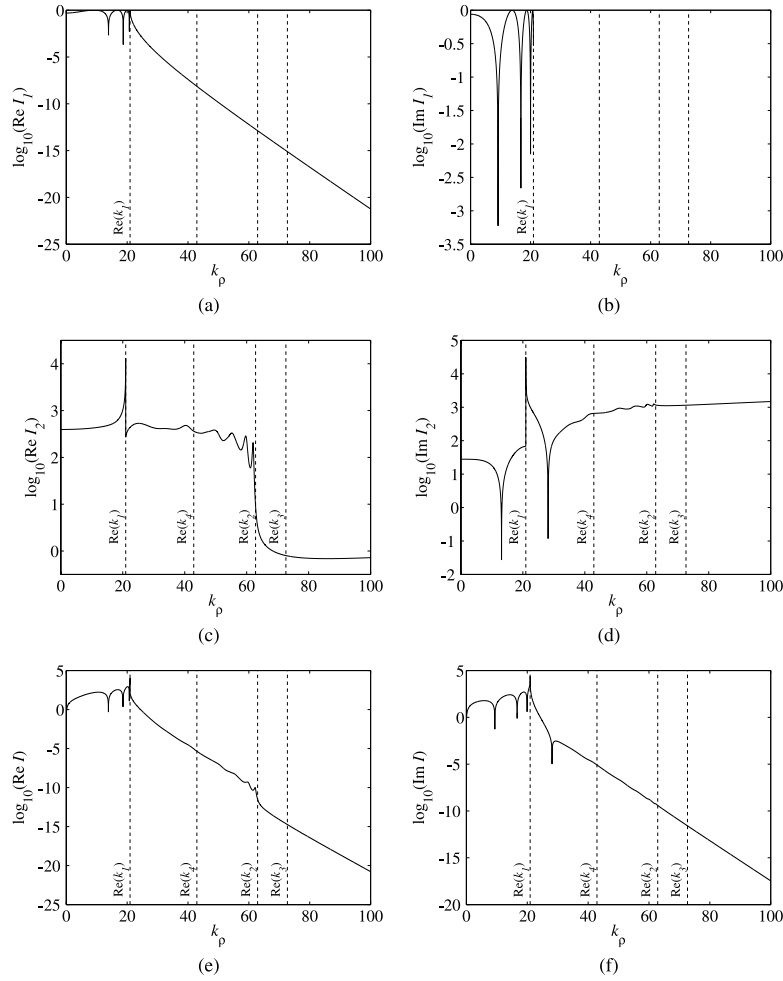 0
-5
-10
-15
-20
-25
log10(Re I1)
Re(k1)
0 20 40 60 80 100
kρ
(a)
0
-0.5
-1
-1.5
-2
-2.5
-3
-3.5
log10(Im I1)
Re(k1)
0 20 40 60 80 100
kρ
(b)
4
3
2
1
0
log10(Re I2)
Re(k1) Re(k4) Re(k2) Re(k3)
0 20 40 60 80 100
kρ
(c)
5
4
3
2
1
0
-1
-2
log10(Im I2)
Re(k1) Re(k4) Re(k2) Re(k3)
0 20 40 60 80 100
kρ
(d)
5
0
-5
-10
-15
-20
-25
log10(Re I)
Re(k1) Re(k4) Re(k2) Re(k3)
0 20 40 60 80 100
kρ
(e)
5
0
-5
-10
-15
-20
log10(Im I)
Re(k1) Re(k4) Re(k2) Re(k3)
0 20 40 60 80 100
kρ
(f)